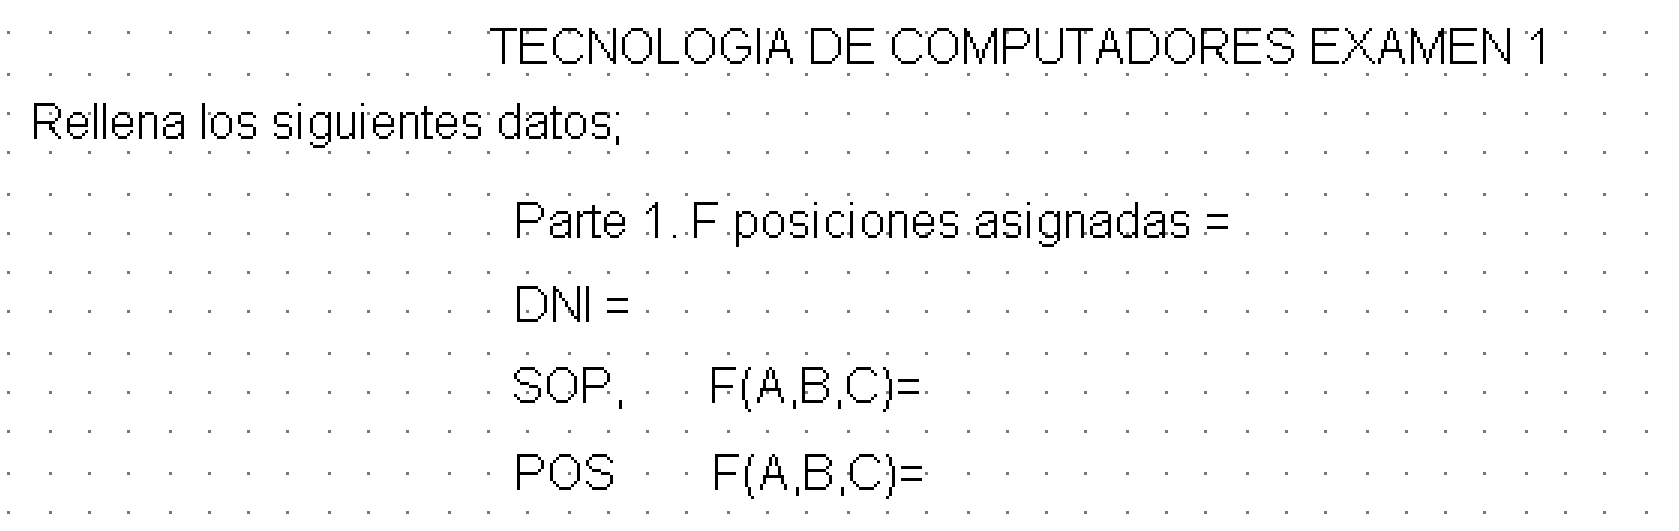 TECNOLOGIA DE COMPUTADORES EXAMEN 1
Rellena los siguientes datos;
Parte 1. F posiciones asignadas =
DNI =
SOP, F(A,B,C)=
POS F(A,B,C)=